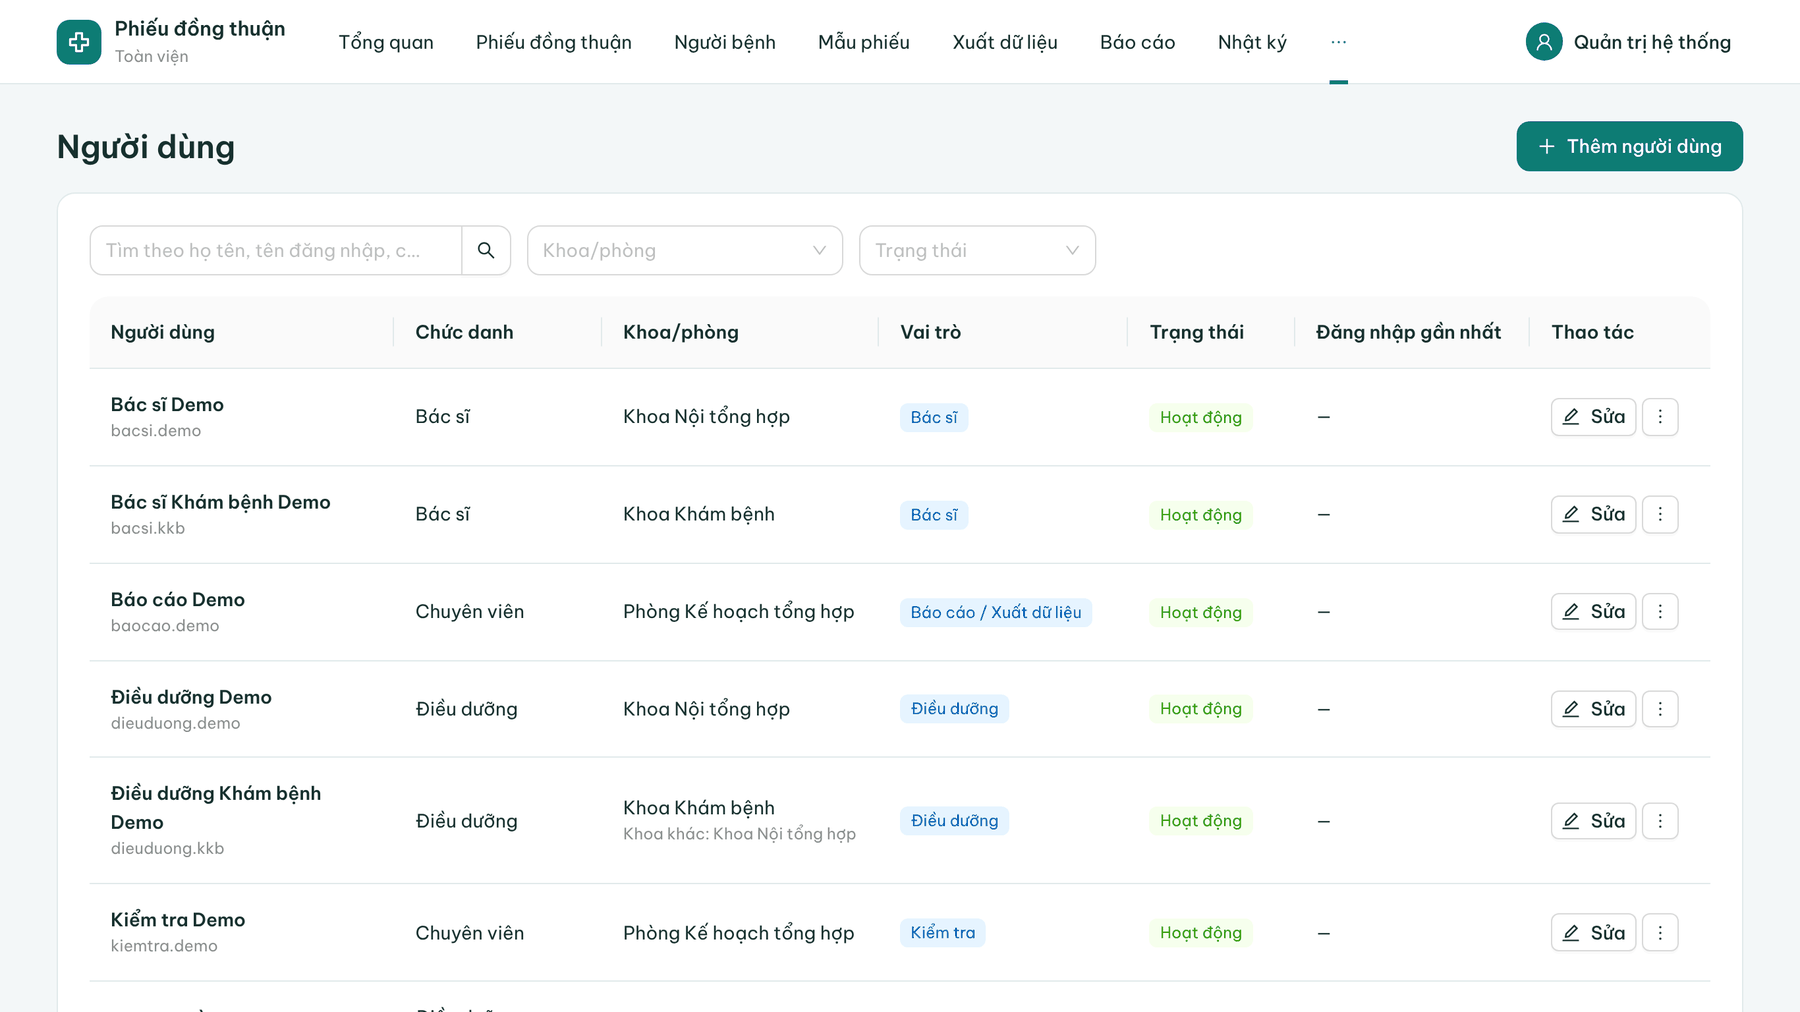 Phiếu đồng thuận
Toàn viện
Tổng quan
Phiếu đồng thuận
Người bệnh
Mẫu phiếu
Xuất dữ liệu
Báo cáo
Nhật ký
···
Quản trị hệ thống
Người dùng
Thêm người dùng
Tìm theo họ tên, tên đăng nhập, c...
Khoa/phòng
Trạng thái
Người dùng
Chức danh
Khoa/phòng
Vai trò
Trạng thái
Đăng nhập gần nhất
Thao tác
Bác sĩ Demo
bacsi.demo
Bác sĩ
Khoa Nội tổng hợp
Bác sĩ
Hoạt động
—
Sửa
Bác sĩ Khám bệnh Demo
bacsi.kkb
Bác sĩ
Khoa Khám bệnh
Bác sĩ
Hoạt động
—
Sửa
Báo cáo Demo
baocao.demo
Chuyên viên
Phòng Kế hoạch tổng hợp
Báo cáo / Xuất dữ liệu
Hoạt động
—
Sửa
Điều dưỡng Demo
dieuduong.demo
Điều dưỡng
Khoa Nội tổng hợp
Điều dưỡng
Hoạt động
—
Sửa
Điều dưỡng Khám bệnh
Demo
dieuduong.kkb
Điều dưỡng
Khoa Khám bệnh
Khoa khác: Khoa Nội tổng hợp
Điều dưỡng
Hoạt động
—
Sửa
Kiểm tra Demo
kiemtra.demo
Chuyên viên
Phòng Kế hoạch tổng hợp
Kiểm tra
Hoạt động
—
Sửa